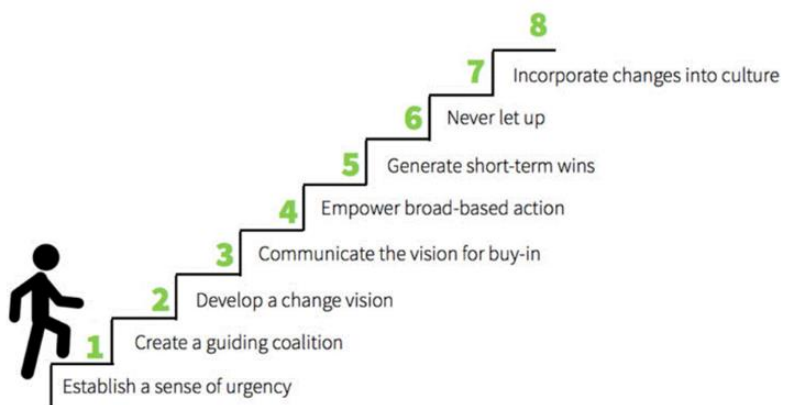 8
7
Incorporate changes into culture
6
Never let up
5
Generate short-term wins
4
Empower broad-based action
3
Communicate the vision for buy-in
2
Develop a change vision
1
Create a guiding coalition
Establish a sense of urgency